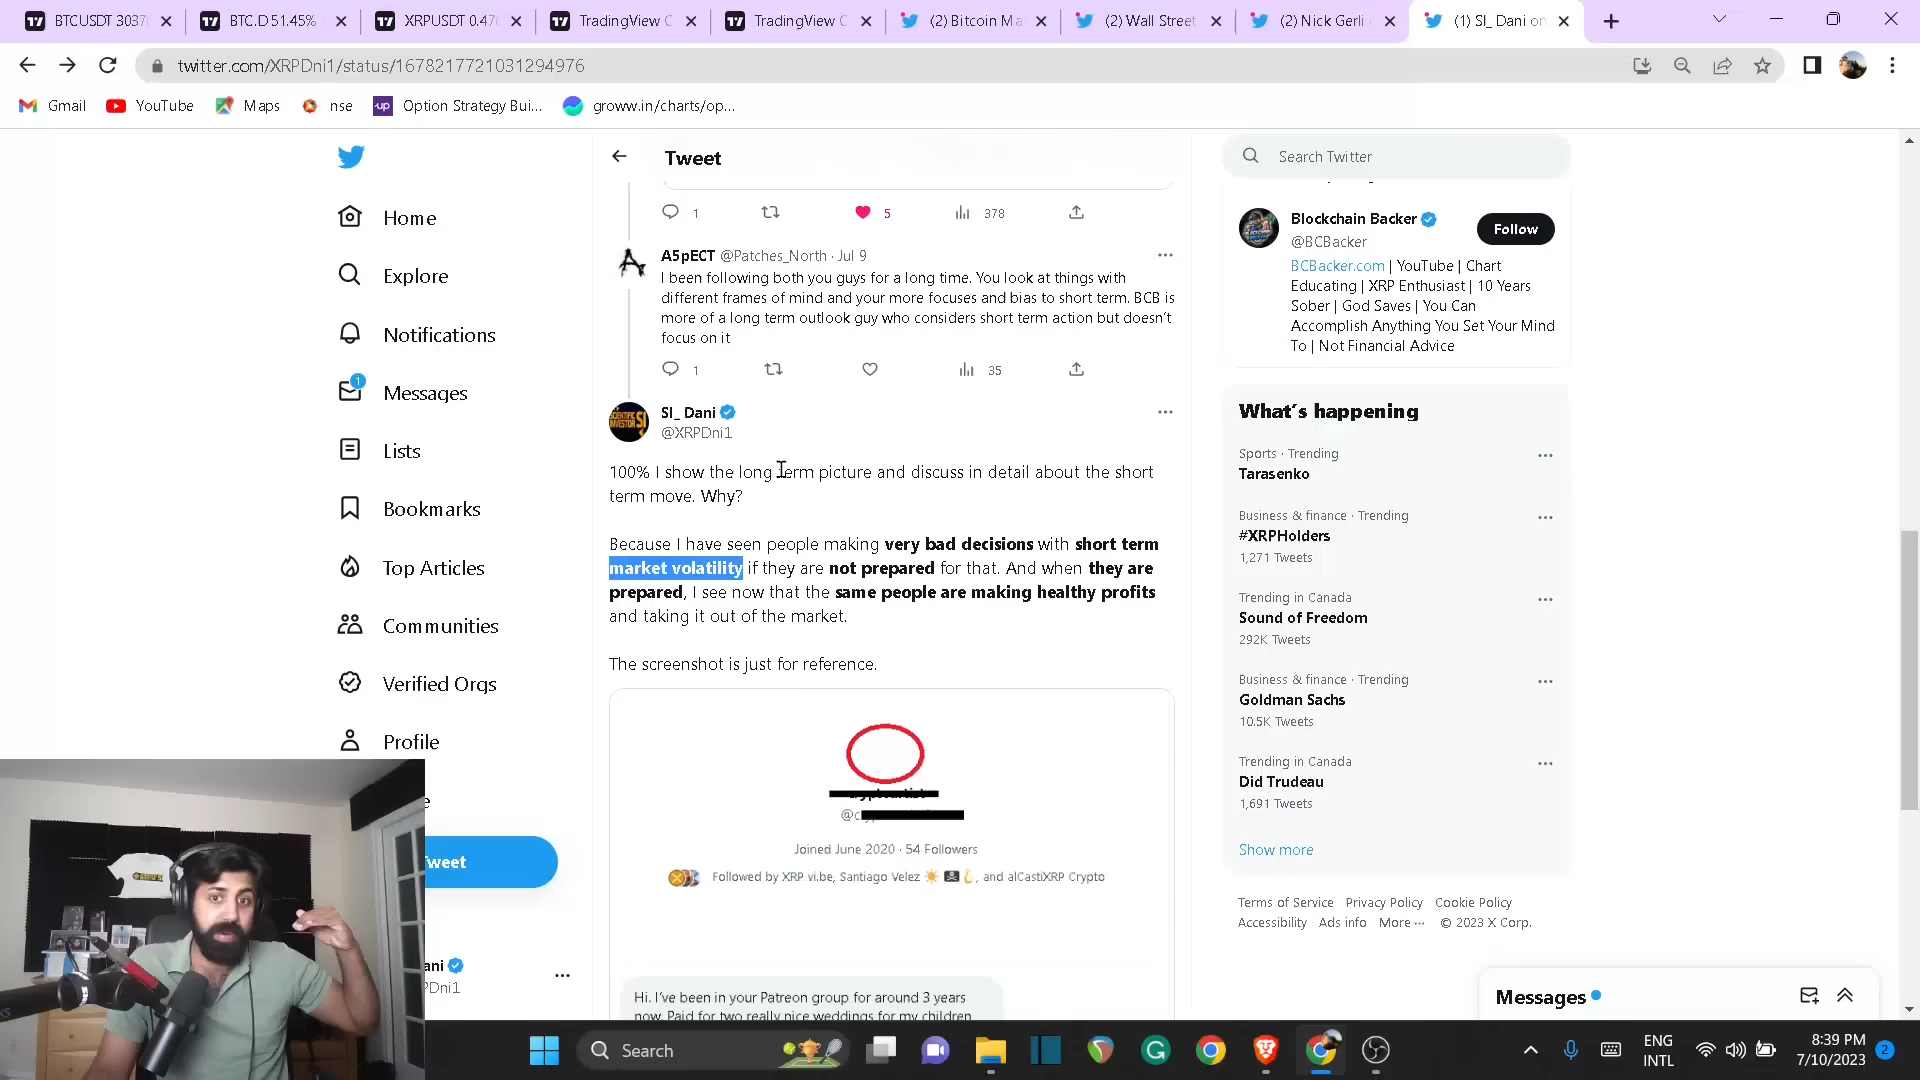 BTCUSDT 3037
BTC.D 51.45%
XRPUSDT 0.470
TradingView C
TradingView C
(2) Bitcoin Ma
(2) Wall Street
(2) Nick Gerli
(1) SI_ Dani on
twitter.com/XRPDni1/status/1678217721031294976
Gmail
YouTube
Maps
nse
up
Option Strategy Bui...
groww.in/charts/op...
Home
Explore
Notifications
1
Messages
Lists
Bookmarks
Top Articles
Communities
Verified Orgs
Profile
Tweet
1
5
378
A5pECT @Patches_North · Jul 9
I been following both you guys for a long time. You look at things with
different frames of mind and your more focuses and bias to short term. BCB is
more of a long term outlook guy who considers short term action but doesn't
focus on it
1
35
SI_ Dani
@XRPDni1
100% I show the long term picture and discuss in detail about the short
term move. Why?
Because I have seen people making very bad decisions with short term
market volatility if they are not prepared for that. And when they are
prepared, I see now that the same people are making healthy profits
and taking it out of the market.
The screenshot is just for reference.
Joined June 2020 · 54 Followers
Followed by XRP vi.be, Santiago Velez, and alCastiXRP Crypto
Hi. I've been in your Patreon group for around 3 years
now. Paid for two really nice weddings for my children
Search Twitter
Blockchain Backer
@BCBacker
Follow
BCBacker.com | YouTube | Chart
Educating | XRP Enthusiast | 10 Years
Sober | God Saves | You Can
Accomplish Anything You Set Your Mind
To | Not Financial Advice
What's happening
Sports · Trending
Tarasenko
Business & finance · Trending
#XRPHolders
1,271 Tweets
Trending in Canada
Sound of Freedom
292K Tweets
Business & finance · Trending
Goldman Sachs
10.5K Tweets
Trending in Canada
Did Trudeau
1,691 Tweets
Show more
Terms of Service Privacy Policy Cookie Policy
Accessibility Ads info More ··· © 2023 X Corp.
Messages
Search
ENG
INTL
8:39 PM
7/10/2023
2